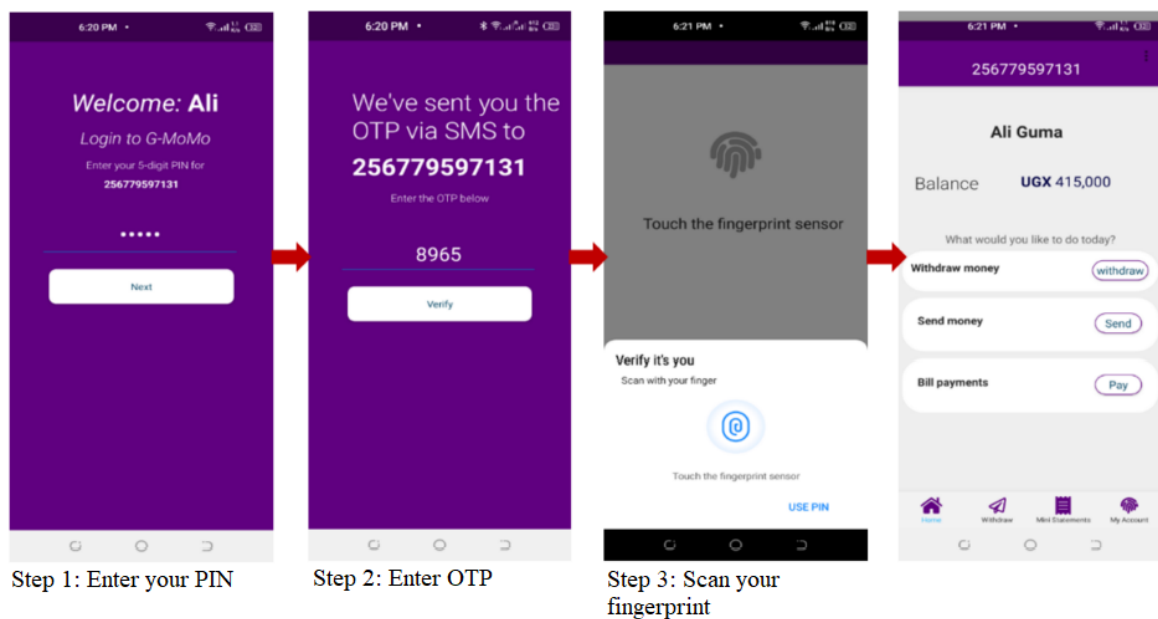 6:20 PM
Welcome: Ali
Login to G-MoMo
Enter your 5-digit PIN for
256779597131
•••••
Next
Step 1: Enter your PIN
6:20 PM
We've sent you the
OTP via SMS to
256779597131
Enter the OTP below
8965
Verify
Step 2: Enter OTP
6:21 PM
Touch the fingerprint sensor
Verify it's you
Scan with your finger
Touch the fingerprint sensor
USE PIN
Step 3: Scan your
fingerprint
6:21 PM
256779597131
Ali Guma
Balance UGX 415,000
What would you like to do today?
Withdraw money withdraw
Send money Send
Bill payments Pay
Home Withdraw Mini Statements My Account